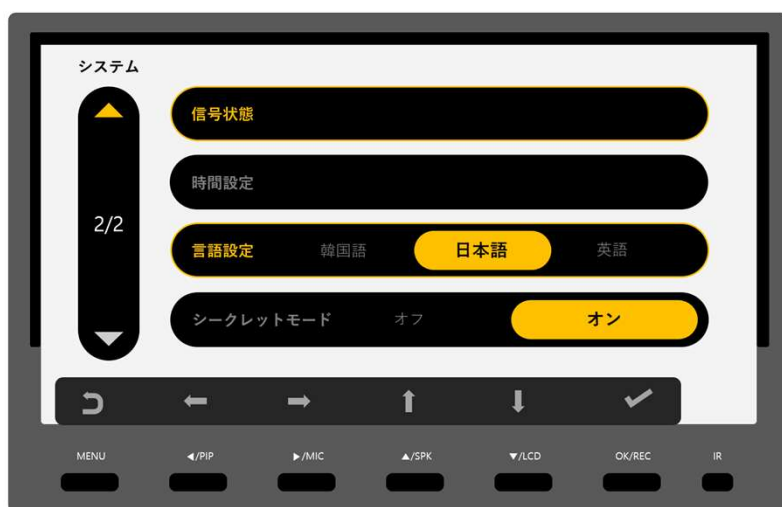 システム
信号状態
時間設定
2/2
言語設定 韓国語 日本語 英語
シークレットモード オフ オン
MENU ◀/PIP ▶/MIC ▲/SPK ▼/LCD OK/REC IR